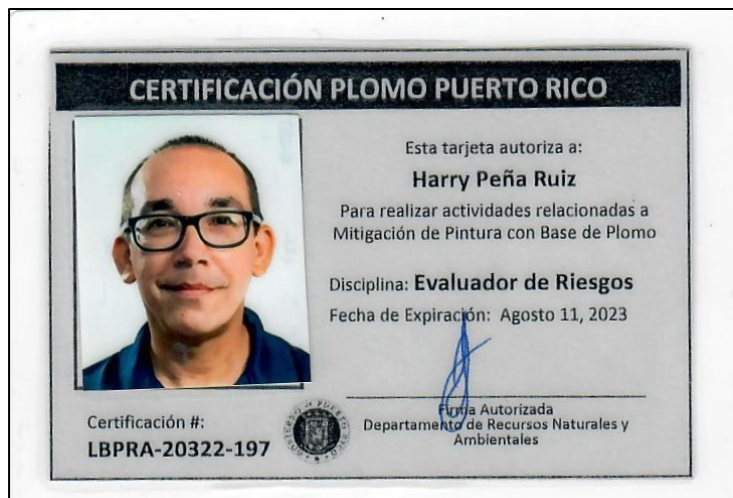 CERTIFICACIÓN PLOMO PUERTO RICO
Esta tarjeta autoriza a:
Harry Peña Ruiz
Para realizar actividades relacionadas a
Mitigación de Pintura con Base de Plomo
Disciplina: Evaluador de Riesgos
Fecha de Expiración: Agosto 11, 2023
Firma Autorizada
Departamento de Recursos Naturales y
Ambientales
Certificación #:
LBPRA-20322-197